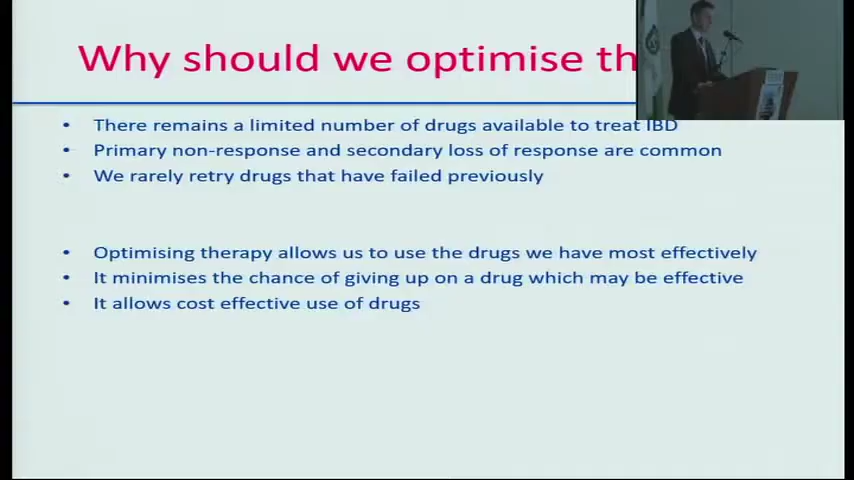 Why should we optimise th
• There remains a limited number of drugs available to treat IBD
• Primary non-response and secondary loss of response are common
• We rarely retry drugs that have failed previously
• Optimising therapy allows us to use the drugs we have most effectively
• It minimises the chance of giving up on a drug which may be effective
• It allows cost effective use of drugs